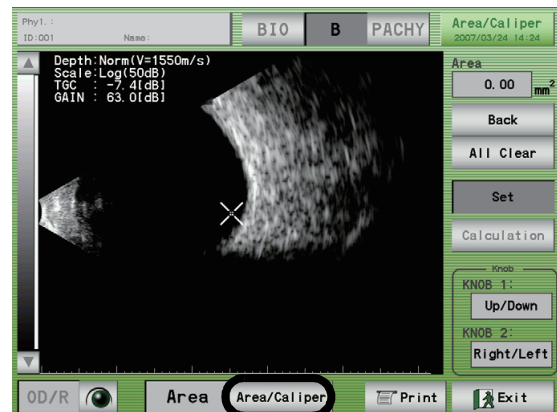 Phy1. :
ID:001 Name:
BIO B PACHY
Area/Caliper
2007/03/24 14:24
Depth:Norm(V=1550m/s)
Scale:Log(50dB)
TGC : -7.4[dB]
GAIN : 63.0[dB]
Area
0.00 mm2
Back
All Clear
Set
Calculation
Knob
KNOB 1:
Up/Down
KNOB 2:
Right/Left
OD/R Area Area/Caliper Print Exit